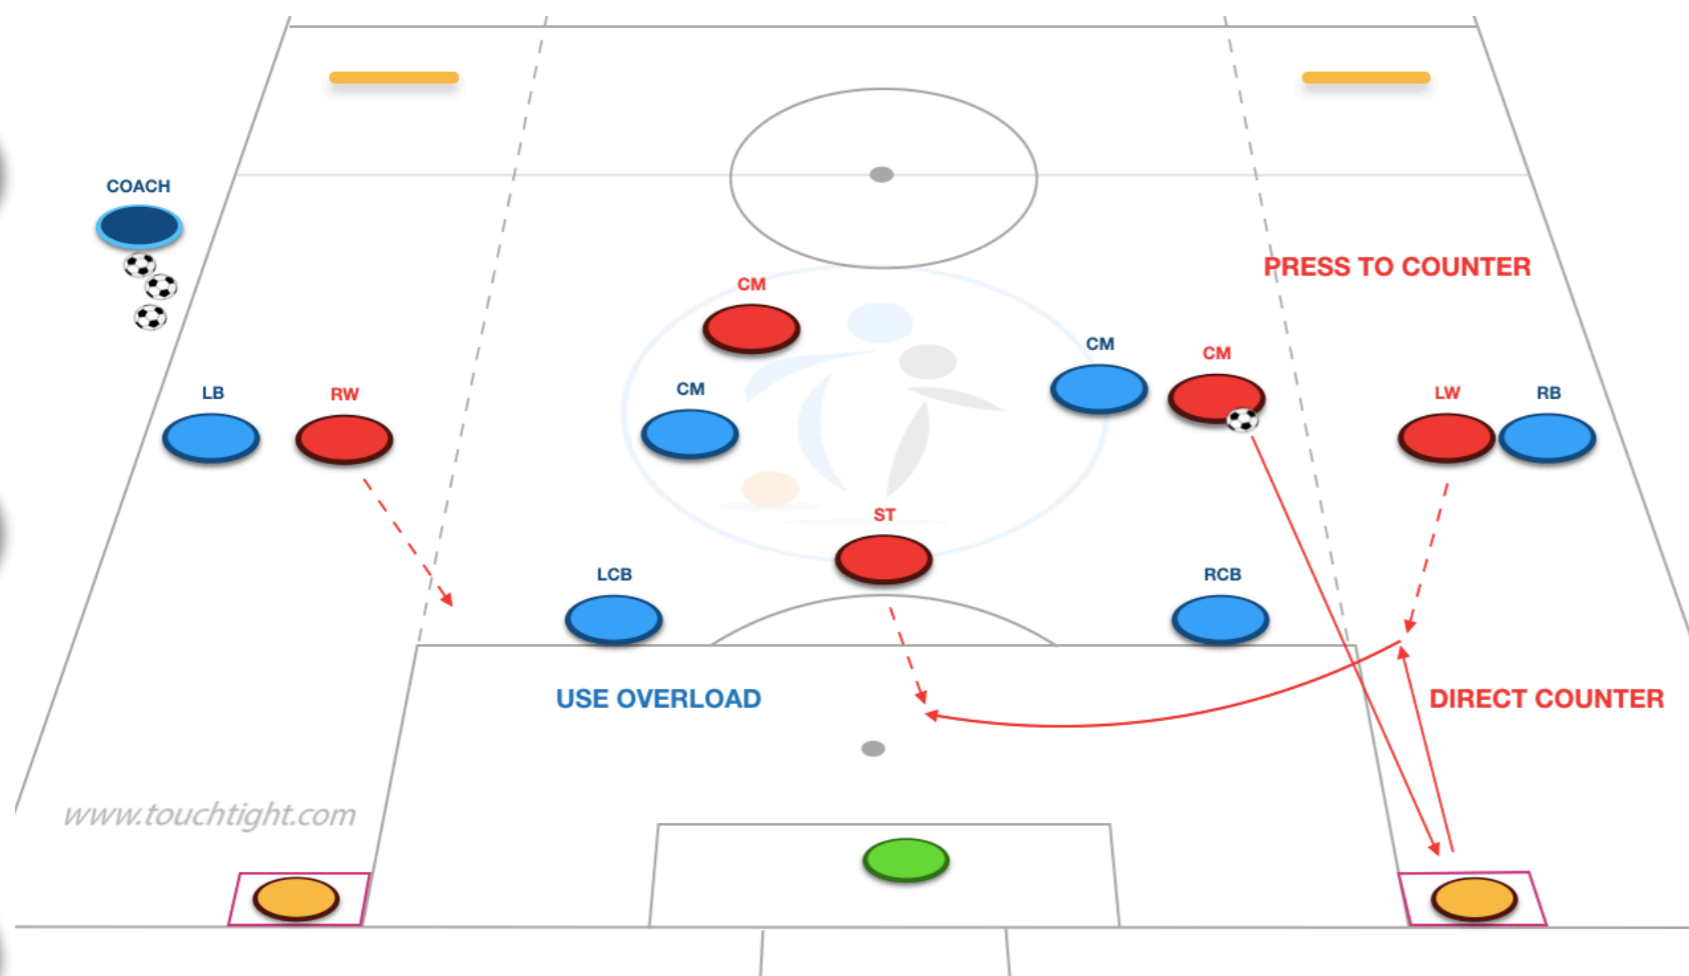 COACH
PRESS TO COUNTER
CM
CM
CM
LB
RW
CM
LW
RB
ST
LCB
RCB
USE OVERLOAD
DIRECT COUNTER
www.touchtight.com